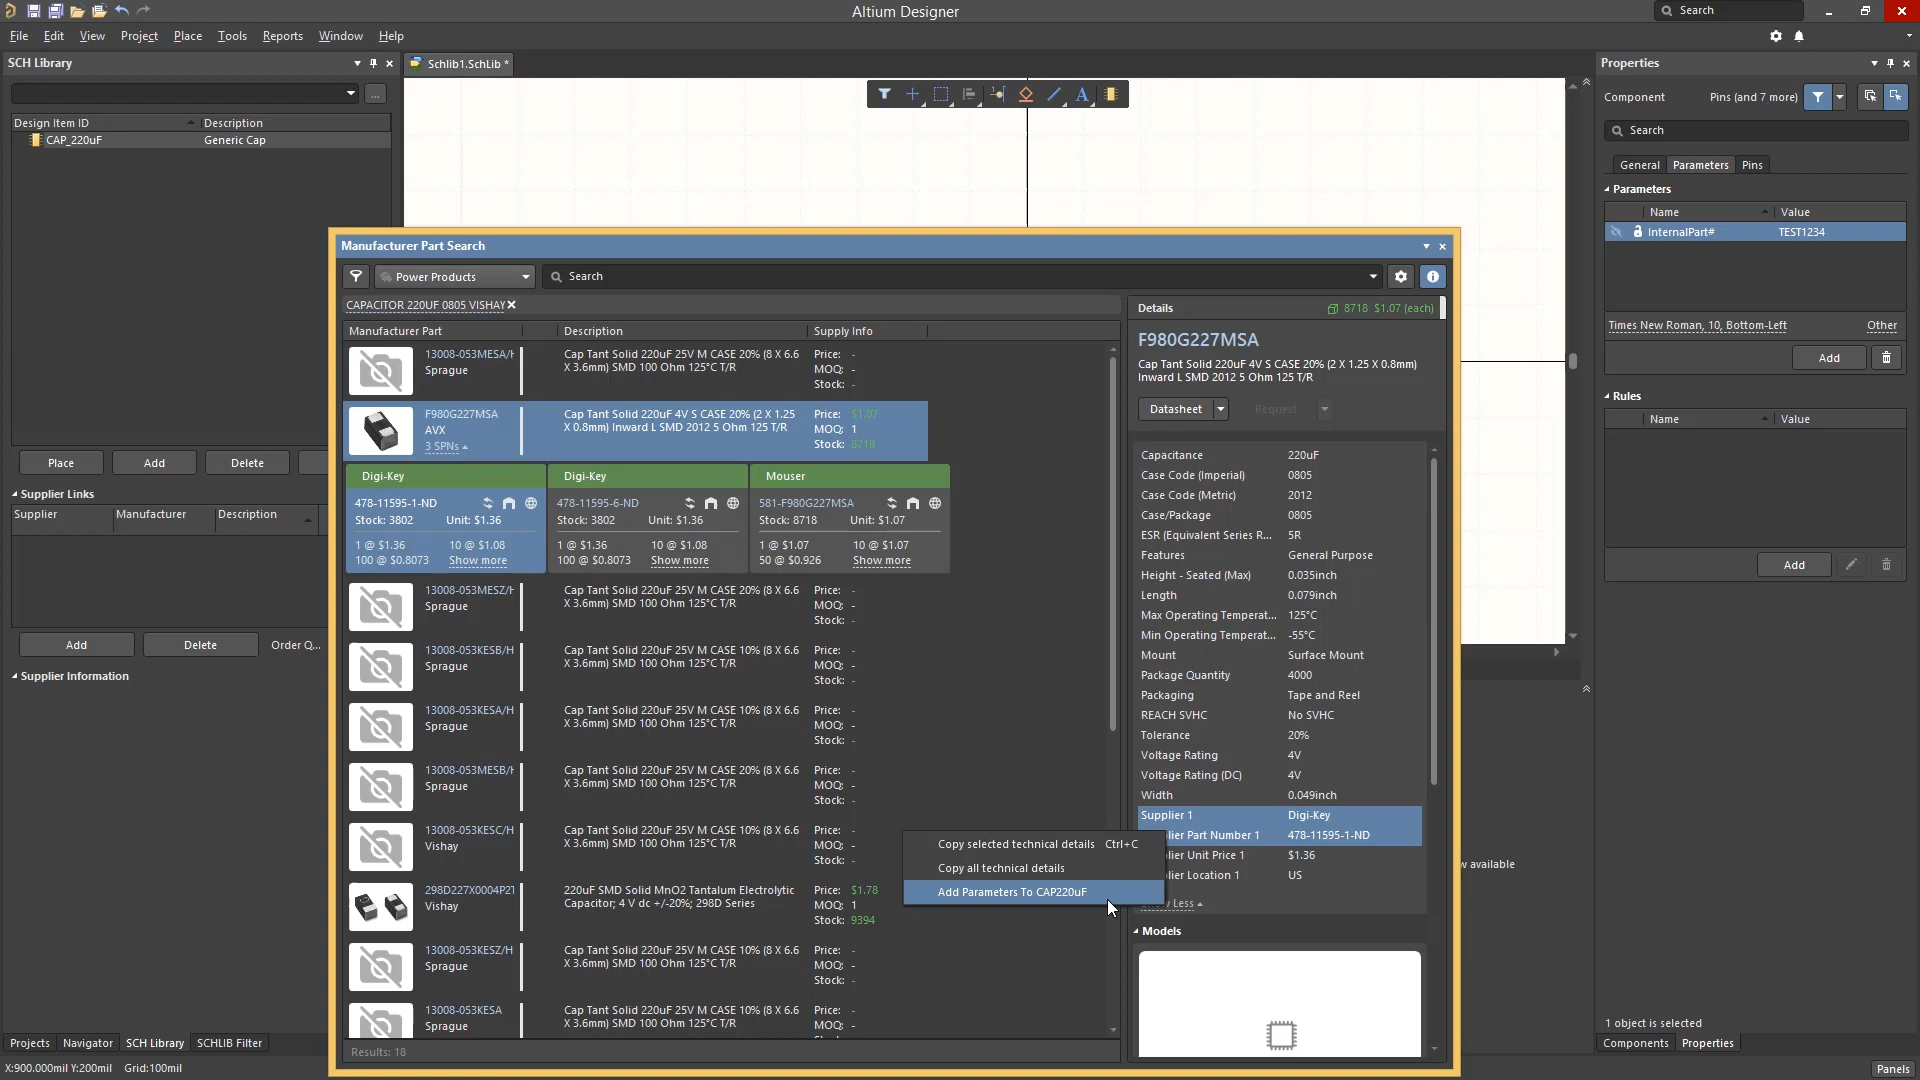 Altium Designer
Search
File Edit View Project Place Tools Reports Window Help
SCH Library
Schlib1.SchLib *
...
Design Item ID Description
CAP_220uF Generic Cap
Place Add Delete
Supplier Links
Supplier Manufacturer Description
Add Delete Order Q...
Supplier Information
Projects Navigator SCH Library SCHLIB Filter
X:900.000mil Y:200mil Grid:100mil
Manufacturer Part Search
Power Products
Search
CAPACITOR 220UF 0805 VISHAY
Manufacturer Part Description Supply Info
13008-053MESA/H
Sprague
Cap Tant Solid 220uF 25V M CASE 20% (8 X 6.6
X 3.6mm) SMD 100 Ohm 125 T/R
Price: -
MOQ: -
Stock: -
F980G227MSA
AVX
3 SPNs
Cap Tant Solid 220uF 4V S CASE 20% (2 X 1.25
X 0.8mm) Inward L SMD 2012 5 Ohm 125 T/R
Price: $1.07
MOQ: 1
Stock: 8718
Digi-Key
478-11595-1-ND
Stock: 3802 Unit: $1.36
1 @ $1.36 10 @ $1.08
100 @ $0.8073 Show more
Digi-Key
478-11595-6-ND
Stock: 3802 Unit: $1.36
1 @ $1.36 10 @ $1.08
100 @ $0.8073 Show more
Mouser
581-F980G227MSA
Stock: 8718 Unit: $1.07
1 @ $1.07 10 @ $1.07
50 @ $0.926 Show more
13008-053MESZ/H
Sprague
Cap Tant Solid 220uF 25V M CASE 20% (8 X 6.6
X 3.6mm) SMD 100 Ohm 125°C T/R
Price: -
MOQ: -
Stock: -
13008-053KESB/H
Sprague
Cap Tant Solid 220uF 25V M CASE 10% (8 X 6.6
X 3.6mm) SMD 100 Ohm 125°C T/R
Price: -
MOQ: -
Stock: -
13008-053KESA/H
Sprague
Cap Tant Solid 220uF 25V M CASE 10% (8 X 6.6
X 3.6mm) SMD 100 Ohm 125°C T/R
Price: -
MOQ: -
Stock: -
13008-053MESB/H
Sprague
Cap Tant Solid 220uF 25V M CASE 20% (8 X 6.6
X 3.6mm) SMD 100 Ohm 125°C T/R
Price: -
MOQ: -
Stock: -
13008-053KESC/H
Vishay
Cap Tant Solid 220uF 25V M CASE 10% (8 X 6.6
X 3.6mm) SMD 100 Ohm 125°C T/R
Price: -
MOQ: -
Stock: -
298D227X0004P2T
Vishay
220uF SMD Solid MnO2 Tantalum Electrolytic
Capacitor; 4 V dc +/-20%; 298D Series
Price: $1.78
MOQ: 1
Stock: 9394
13008-053KESZ/H
Sprague
Cap Tant Solid 220uF 25V M CASE 10% (8 X 6.6
X 3.6mm) SMD 100 Ohm 125°C T/R
Price: -
MOQ: -
Stock: -
13008-053KESA
Sprague
Cap Tant Solid 220uF 25V M CASE 10% (8 X 6.6
X 3.6mm) SMD 100 Ohm 125°C T/R
Price: -
MOQ: -
Results: 18
Copy selected technical details Ctrl+C
Copy all technical details
Add Parameters To CAP220uF
Details 8718 $1.07 (each)
F980G227MSA
Cap Tant Solid 220uF 4V S CASE 20% (2 X 1.25 X 0.8mm)
Inward L SMD 2012 5 Ohm 125 T/R
Datasheet Request
Capacitance 220uF
Case Code (Imperial) 0805
Case Code (Metric) 2012
Case/Package 0805
ESR (Equivalent Series R... 5R
Features General Purpose
Height - Seated (Max) 0.035inch
Length 0.079inch
Max Operating Temperat... 125°C
Min Operating Temperat... -55°C
Mount Surface Mount
Package Quantity 4000
Packaging Tape and Reel
REACH SVHC No SVHC
Tolerance 20%
Voltage Rating 4V
Voltage Rating (DC) 4V
Width 0.049inch
Supplier 1 Digi-Key
lier Part Number 1 478-11595-1-ND
lier Unit Price 1 $1.36
lier Location 1 US
Less
Models
Properties
Component Pins (and 7 more)
Search
General Parameters Pins
Parameters
Name Value
InternalPart# TEST1234
Times New Roman, 10, Bottom-Left Other
Add
Rules
Name Value
Add
w available
1 object is selected
Components Properties
Panels